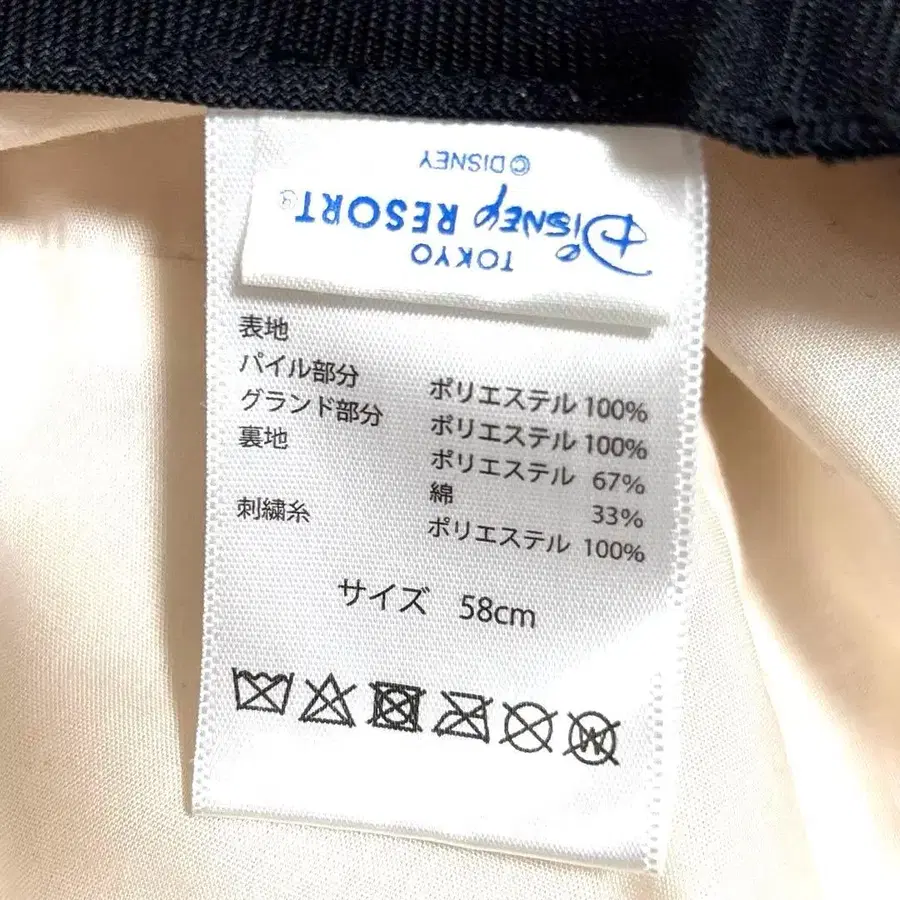 TOKYO
Disney RESORT®
© DISNEY
表地
パイル部分 ポリエステル 100%
グランド部分 ポリエステル 100%
裏地 ポリエステル 67%
綿 33%
刺繍糸 ポリエステル 100%
サイズ 58cm
W